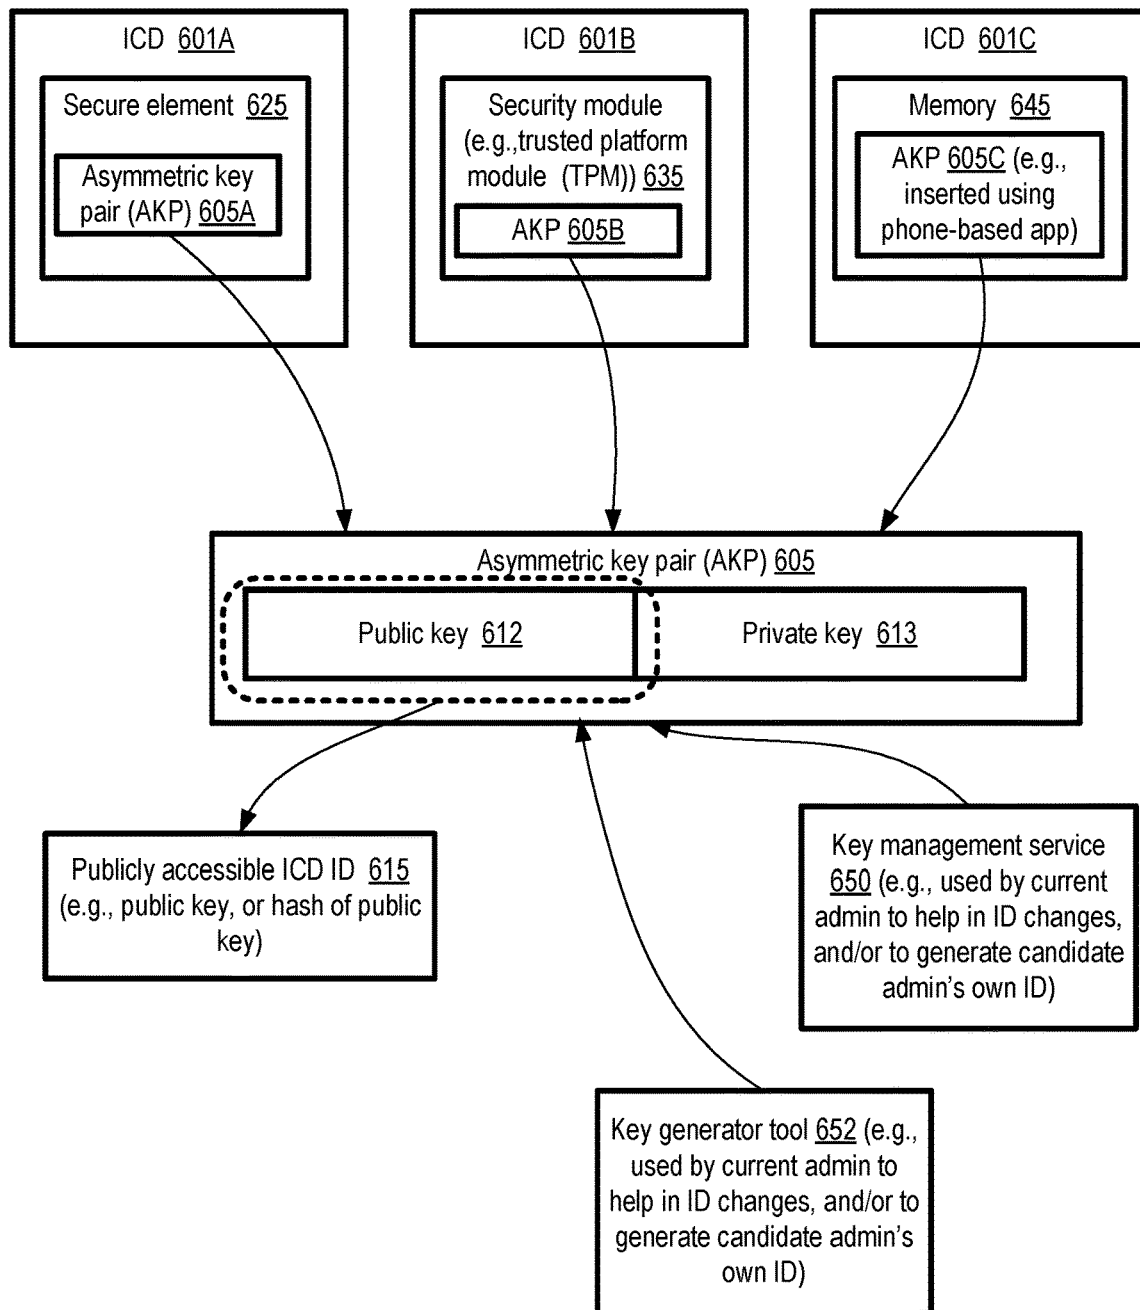 ICD 601A
Secure element 625
Asymmetric key
pair (AKP) 605A
ICD 601B
Security module
(e.g.,trusted platform
module (TPM)) 635
AKP 605B
ICD 601C
Memory 645
AKP 605C (e.g.,
inserted using
phone-based app)
Asymmetric key pair (AKP) 605
Public key 612
Private key 613
Publicly accessible ICD ID 615
(e.g., public key, or hash of public
key)
Key management service
650 (e.g., used by current
admin to help in ID changes,
and/or to generate candidate
admin's own ID)
Key generator tool 652 (e.g.,
used by current admin to
help in ID changes, and/or to
generate candidate admin's
own ID)